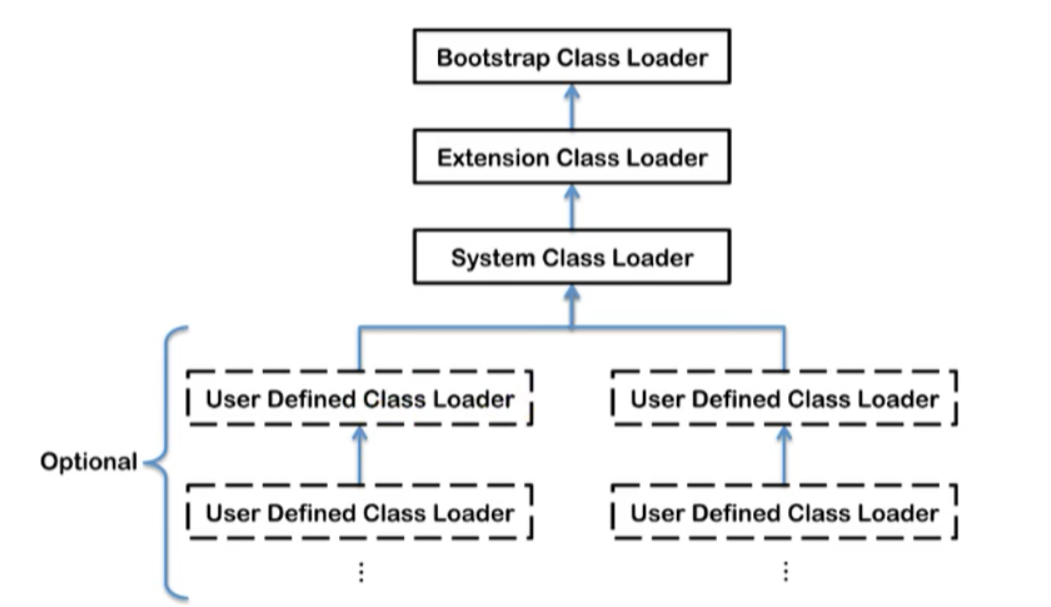 Bootstrap Class Loader
Extension Class Loader
System Class Loader
User Defined Class Loader
User Defined Class Loader
Optional
User Defined Class Loader
User Defined Class Loader